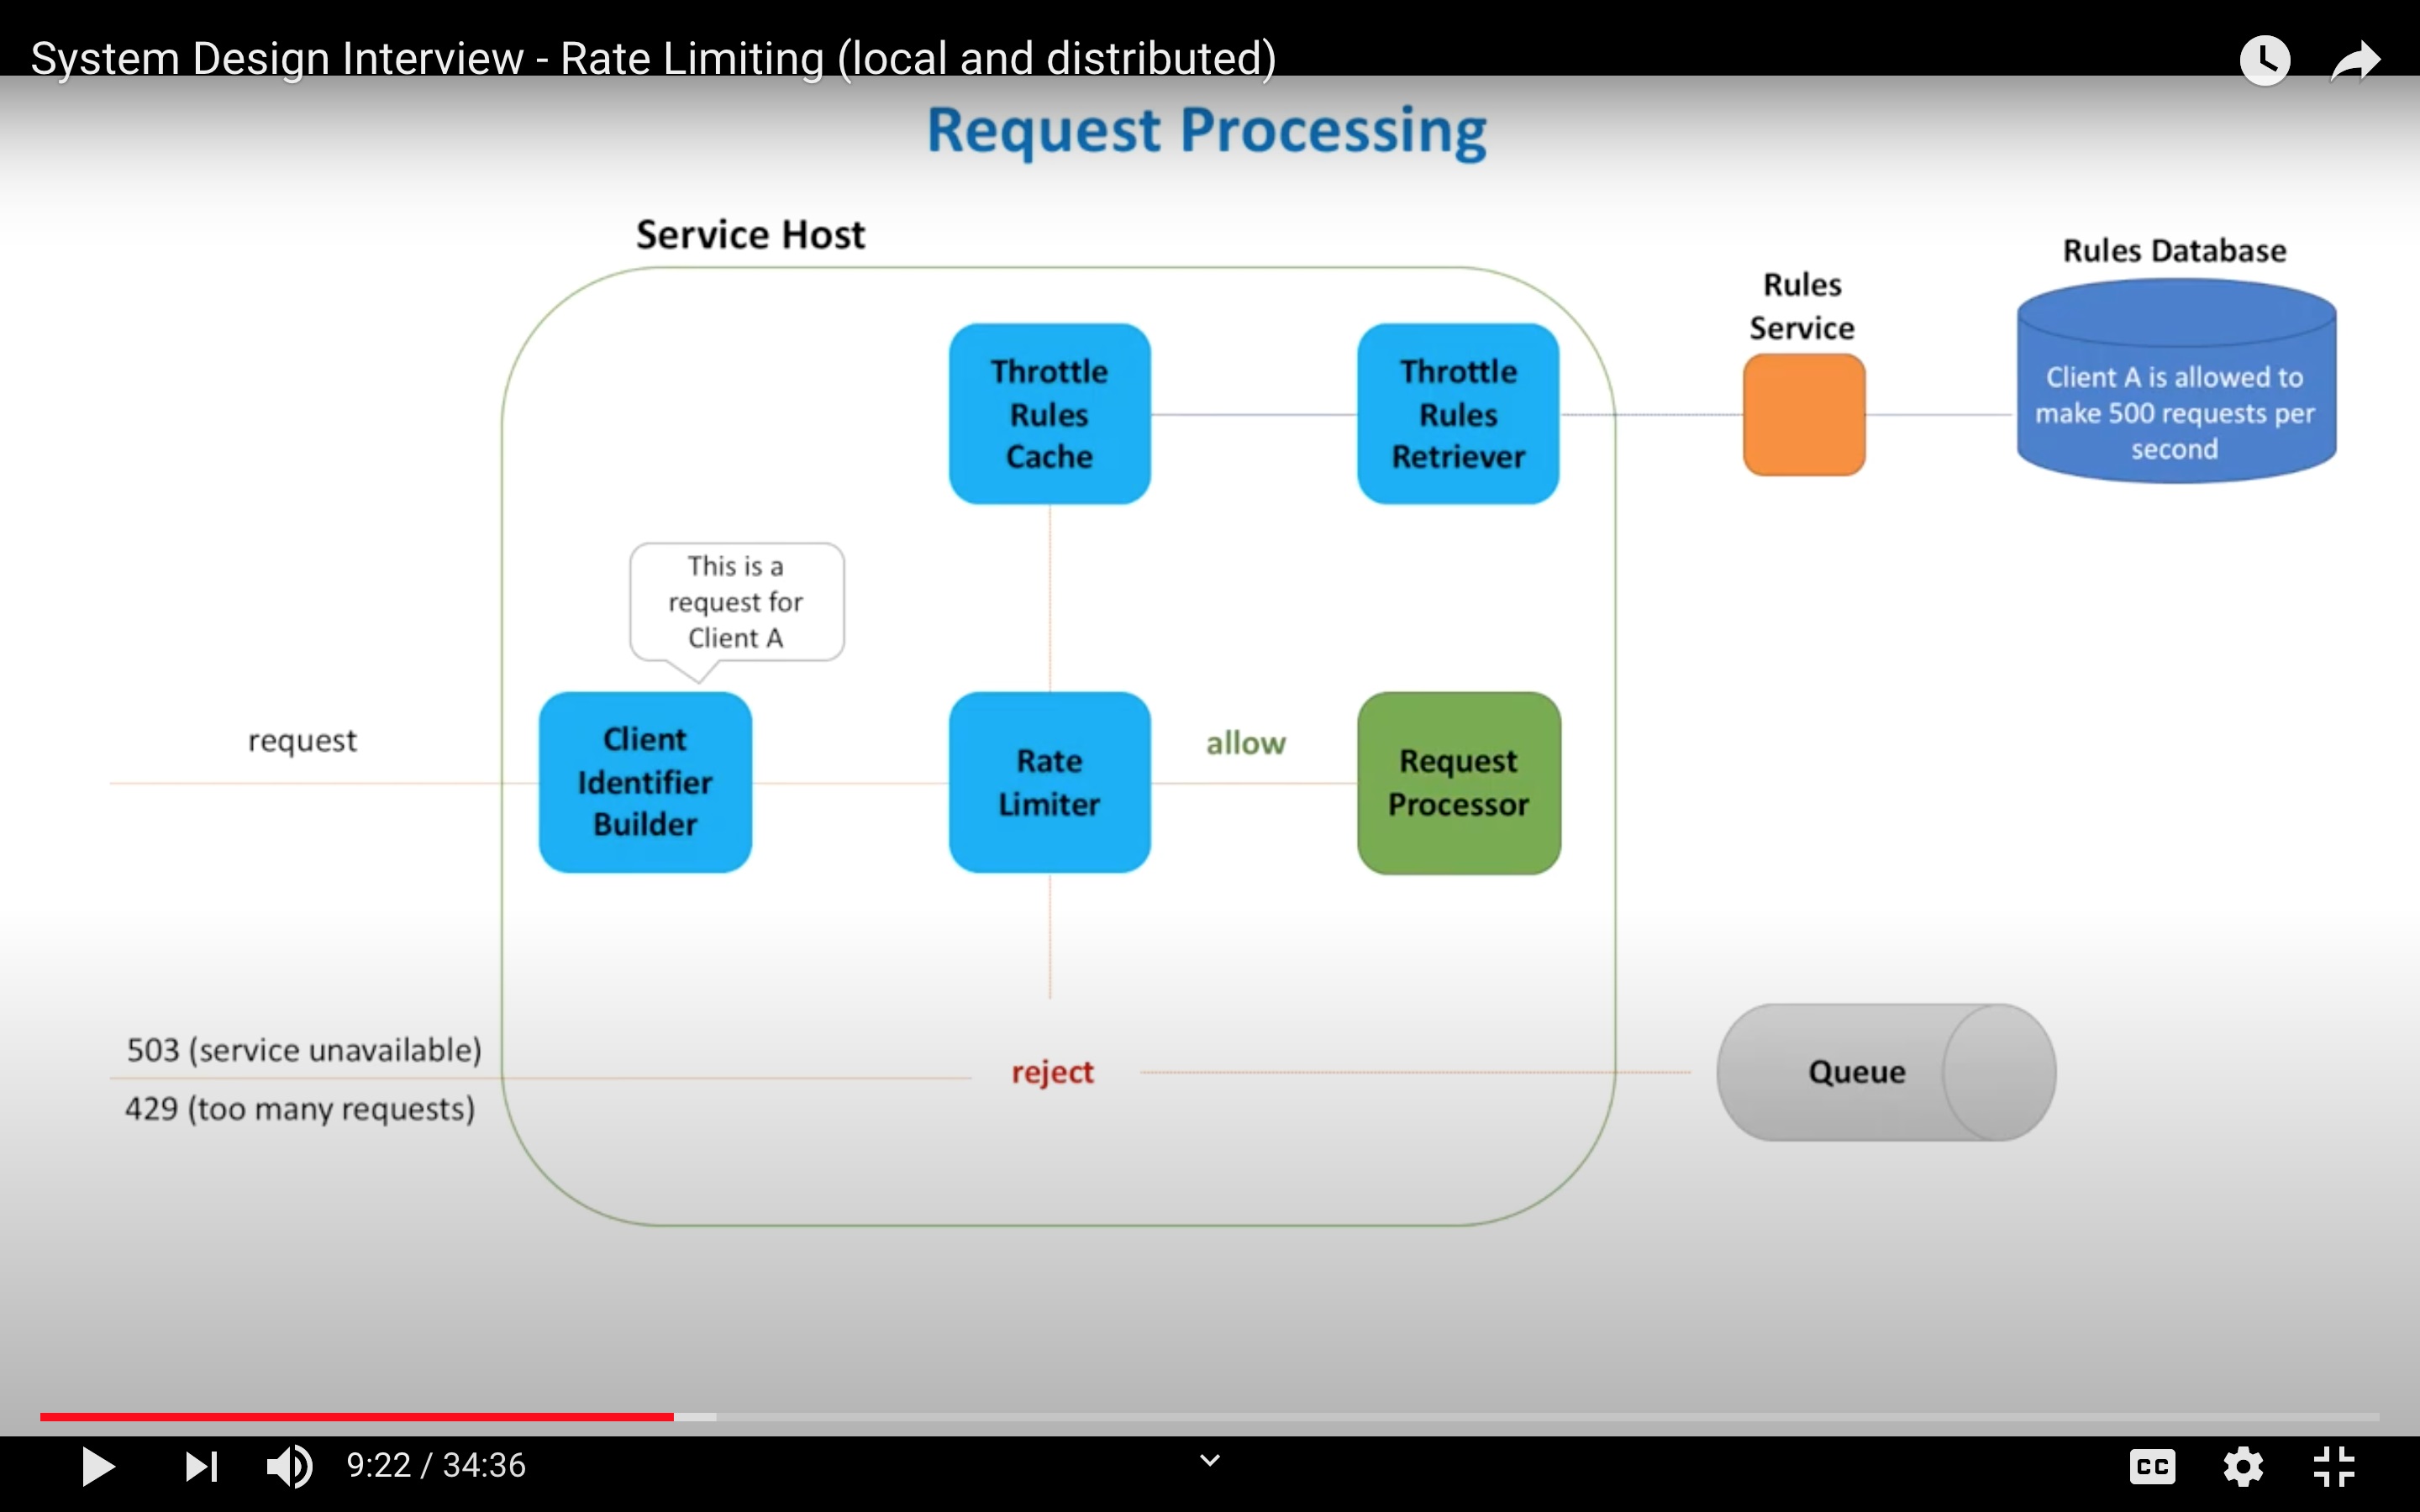 System Design Interview - Rate Limiting (local and distributed)
Request Processing
Service Host
Rules Database
Rules
Service
Throttle
Rules
Cache
Throttle
Rules
Retriever
Client A is allowed to
make 500 requests per
second
This is a
request for
Client A
request
Client
Identifier
Builder
Rate
Limiter
allow
Request
Processor
503 (service unavailable)
429 (too many requests)
reject
Queue
9:22 / 34:36
CC